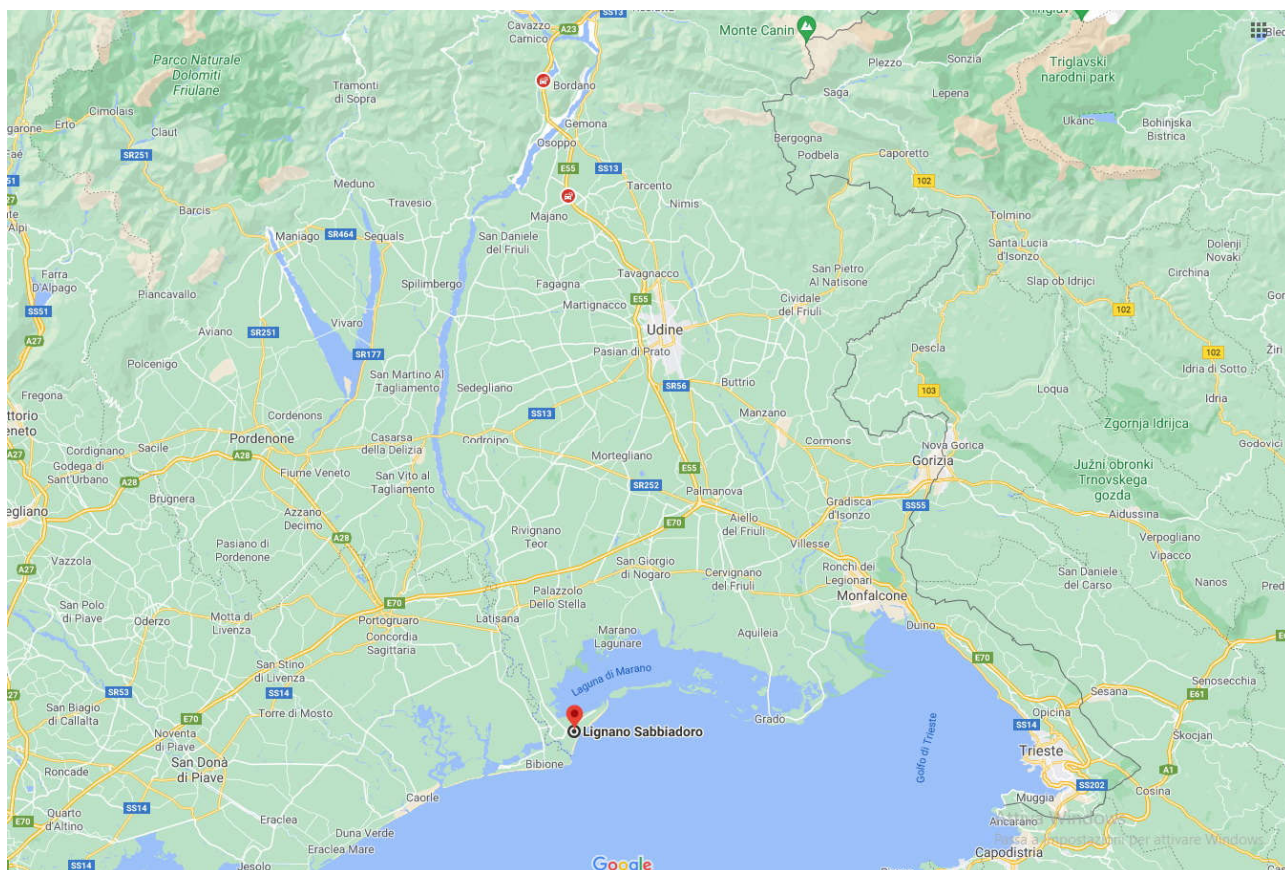 SS13
Cavazzo
Carnico
A23
Monte Canin
Triglav
Bled
Parco Naturale
Dolomiti
Friulane
Tramonti
di Sopra
Bordano
Plezzo
Sonzia
Triglavski
narodni park
Saga
Lepena
Cimolais
Erto
Claut
Gemona
Osoppo
Ukanc
Bohinjska
Bistrica
SR251
E55
SS13
Bergogna
Podbela
Caporetto
102
Meduno
Travesio
Tarcento
Nimis
Barcis
Majano
Tolmino
SR464
Maniago
Sequals
San Daniele
del Friuli
Santa Lucia
d'Isonzo
Dolenji
Novaki
Farra
D'Alpago
Piancavallo
Spilimbergo
Fagagna
Tavagnacco
San Pietro
Al Natisone
Slap ob Idrijci
Circhina
SS51
A27
Martignacco
E55
Cividale
del Friuli
102
Vivaro
Aviano
SR251
Udine
Descla
Polcenigo
SR177
Pasian di Prato
102
Žiri
San Martino Al
Tagliamento
Sedegliano
SR56
Buttrio
103
Loqua
Idria di Sotto
Idria
Fregona
Cordenons
SS13
Manzano
Zgornja Idrijca
Pordenone
A28
Casarsa
della Delizia
Codroipo
Cormons
Nova Gorica
Godovici
Cordignano
Sacile
Mortegliano
Gorizia
A27
Godega di
Sant'Urbano
A28
Fiume Veneto
San Vito al
Tagliamento
E55
Južni obronki
Trnovskega
gozda
Brugnera
SR252
Palmanova
Gradisca
d'Isonzo
SS55
Azzano
Decimo
Aidussina
Rivignano
Teor
E70
Aiello
del Friuli
Verpogliano
Vipacco
Pasiano di
Pordenone
A28
Villesse
Vazzola
San Giorgio
di Nogaro
Cervignano
del Friuli
Ronchi dei
Legionari
San Daniele
del Carso
A27
Palazzolo
Dello Stella
Monfalcone
Nanos
San Polo
di Piave
Oderzo
Motta di
Livenza
E70
Portogruaro
Latisana
Duino
Concordia
Sagittaria
Marano
Lagunare
Aquileia
San Stino
di Livenza
E70
Laguna di Marano
SR53
SS14
Sesana
E61
Senosecchia
San Biagio
di Callalta
E70
Torre di Mosto
Grado
Opicina
Noventa
di Piave
Lignano Sabbiadoro
Golfo di Trieste
SS14
Skocjan
Roncade
San Donà
di Piave
Bibione
Trieste
A1
SS202
Caorle
Muggia
Cosina
SS14
Quarto
d'Altino
E70
Eraclea
Duna Verde
Ancarano
Passa a Impostazioni per attivare Windows.
Eraclea Mare
Capodistria
SS14
Jesolo
Google